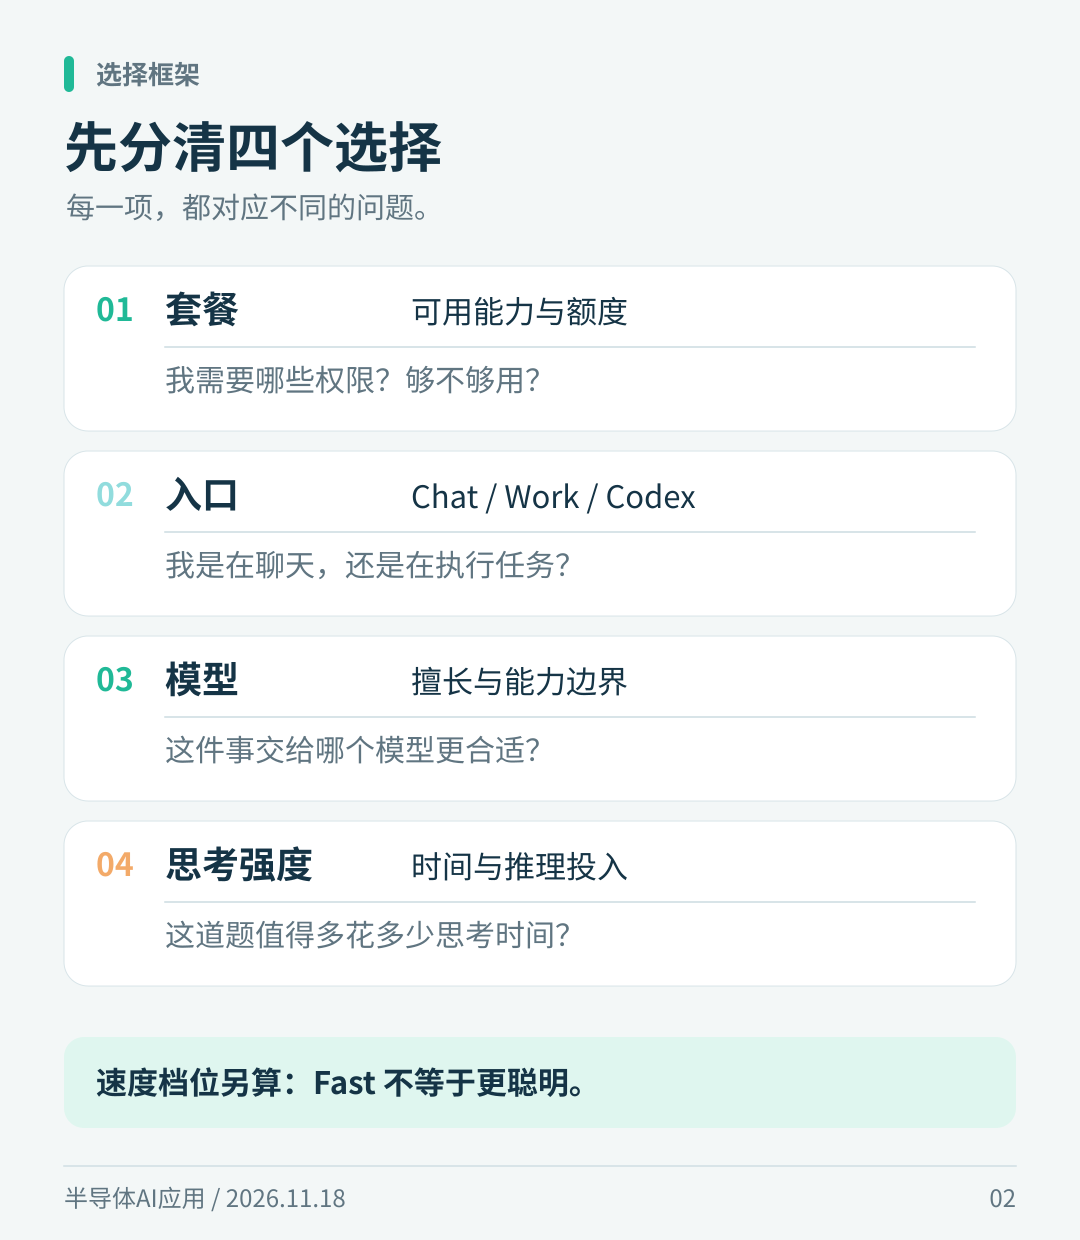 选择框架
先分清四个选择
每一项，都对应不同的问题。
01 套餐 可用能力与额度
我需要哪些权限？够不够用？
02 入口 Chat / Work / Codex
我是在聊天，还是在执行任务？
03 模型 擅长与能力边界
这件事交给哪个模型更合适？
04 思考强度 时间与推理投入
这道题值得多花多少思考时间？
速度档位另算：Fast 不等于更聪明。
半导体AI应用 / 2026.11.18 02